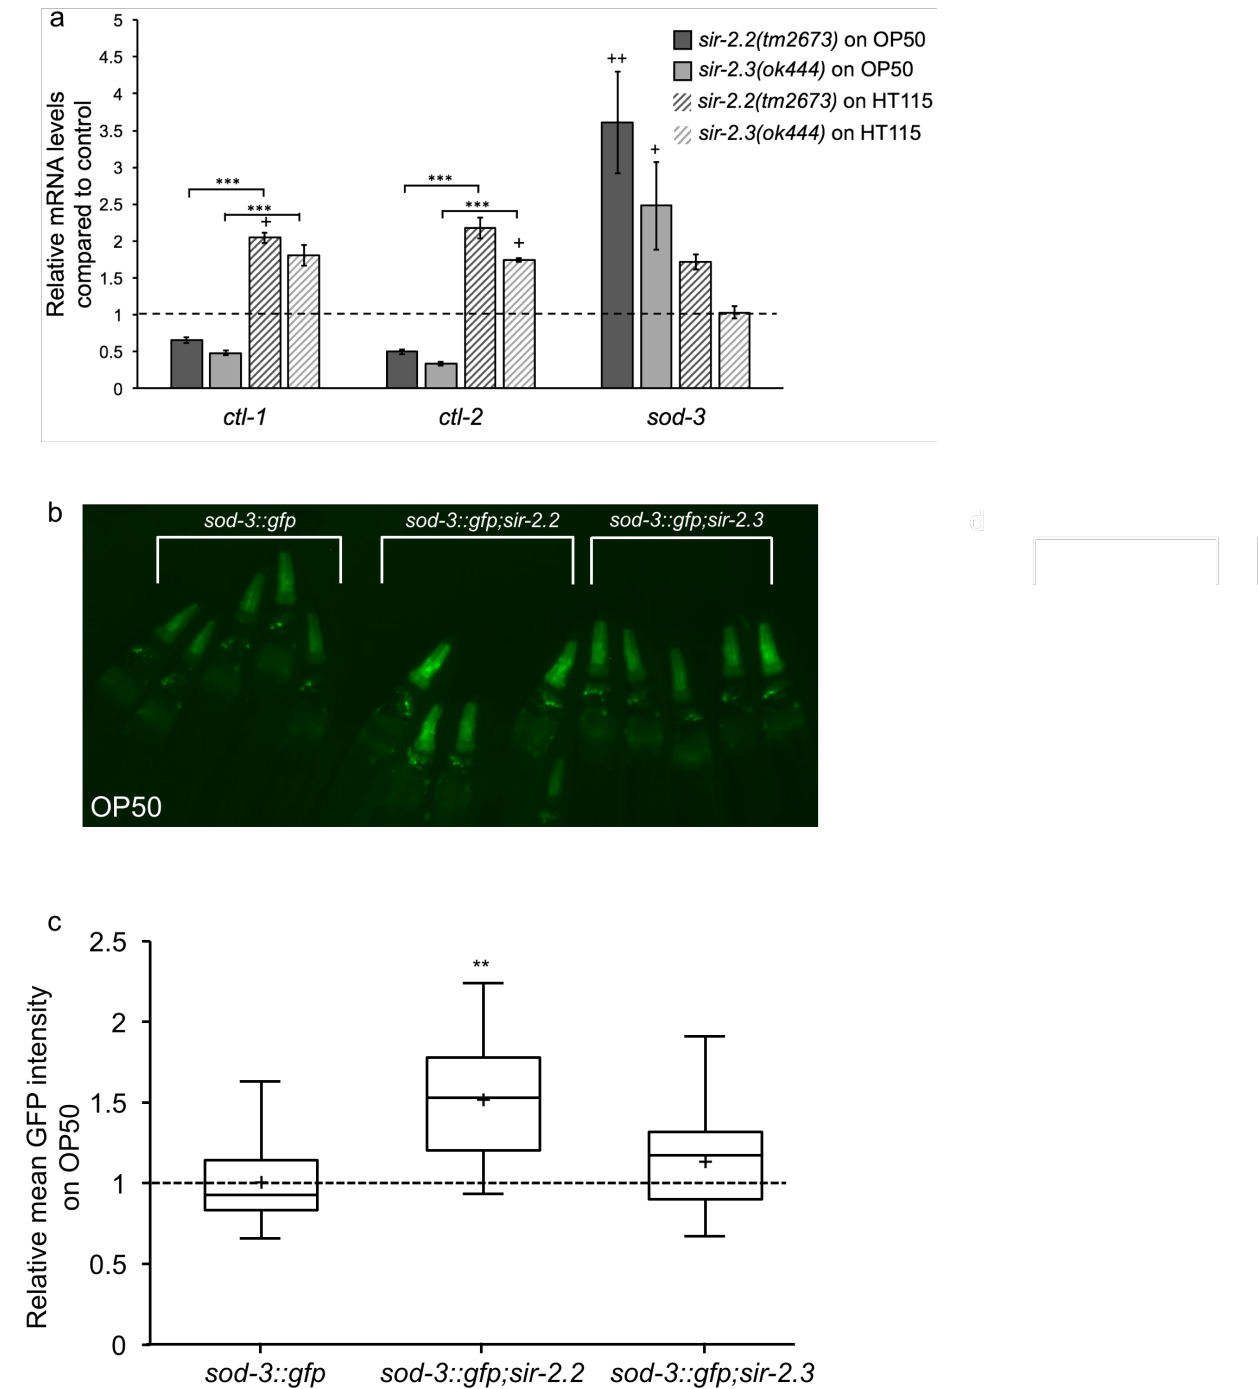 a
5
4.5
4
3.5
3
2.5
2
1.5
1
0.5
0
Relative mRNA levels
compared to control
sir-2.2(tm2673) on OP50
sir-2.3(ok444) on OP50
sir-2.2(tm2673) on HT115
sir-2.3(ok444) on HT115
***
***
+
***
***
+
++
+
ctl-1
ctl-2
sod-3
b
sod-3::gfp
sod-3::gfp;sir-2.2
sod-3::gfp;sir-2.3
OP50
d
c
2.5
2
1.5
1
0.5
0
Relative mean GFP intensity
on OP50
**
sod-3::gfp
sod-3::gfp;sir-2.2
sod-3::gfp;sir-2.3